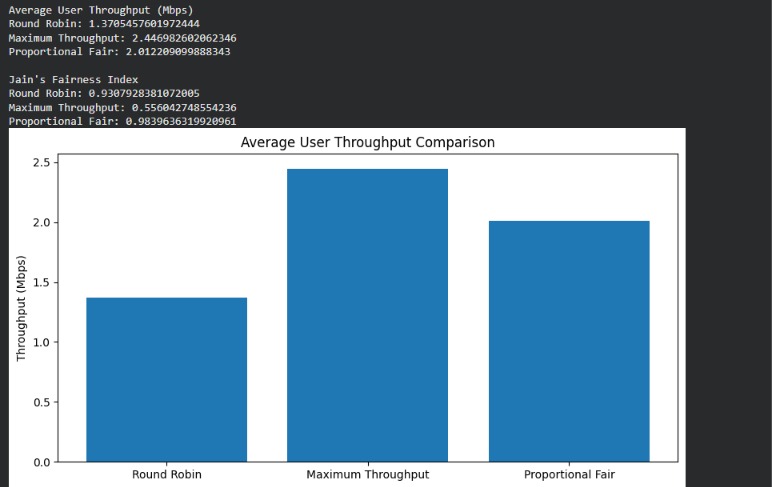 Average User Throughput (Mbps)
Round Robin: 1.3705457601972444
Maximum Throughput: 2.446982602062346
Proportional Fair: 2.012209099888343
Jain's Fairness Index
Round Robin: 0.9307928381072005
Maximum Throughput: 0.556042748554236
Proportional Fair: 0.9839636319920961
Average User Throughput Comparison
Throughput (Mbps)
2.5
2.0
1.5
1.0
0.5
0.0
Round Robin Maximum Throughput Proportional Fair